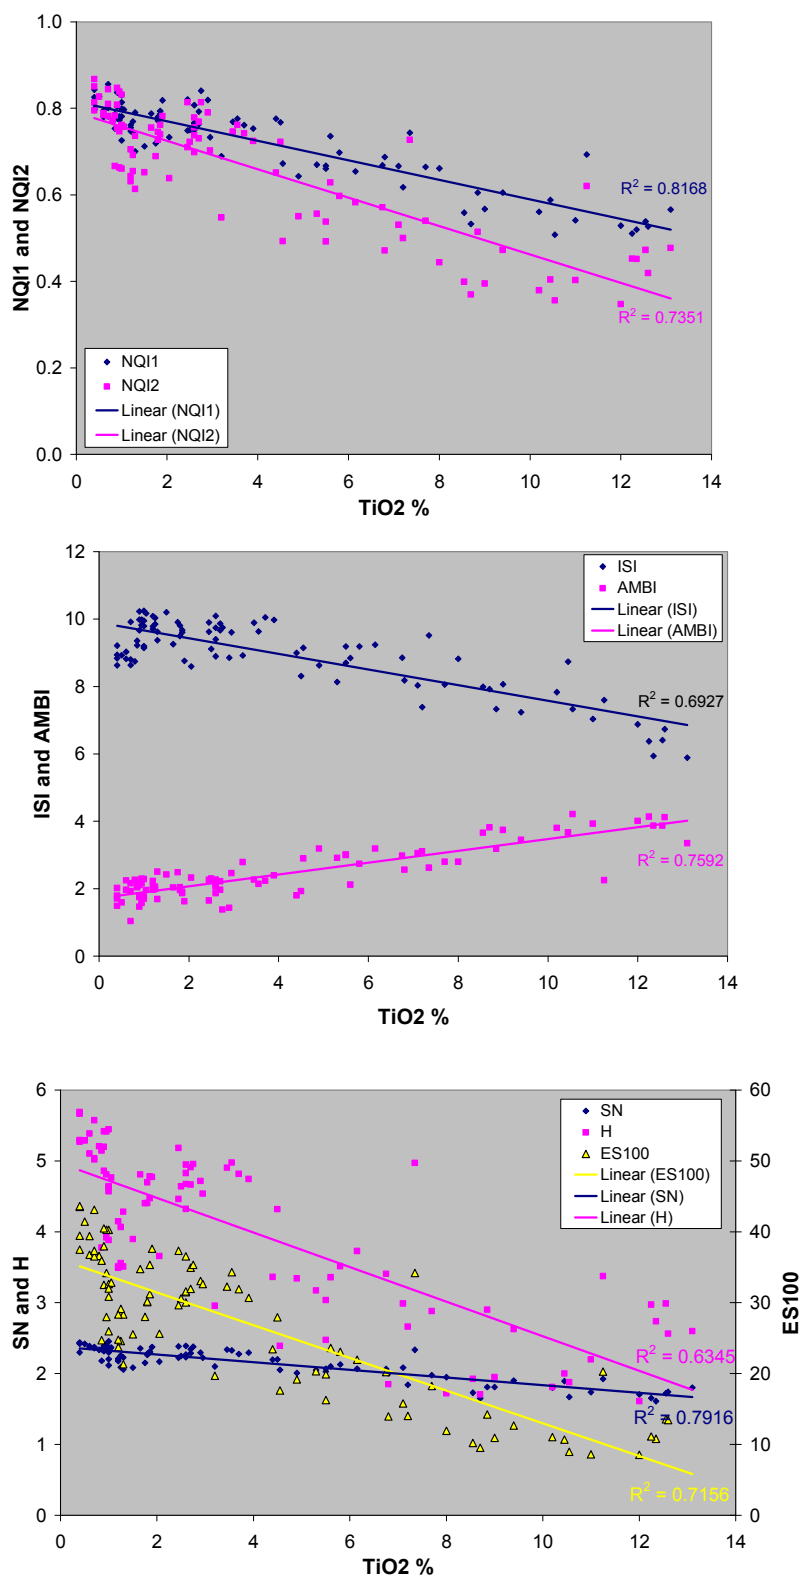 1.0
0.8
0.6
0.4
0.2
0.0
NQI1 and NQI2
R² = 0.8168
R² = 0.7351
NQI1
NQI2
Linear (NQI1)
Linear (NQI2)
0 2 4 6 8 10 12 14
TiO2 %
12
10
8
6
4
2
0
ISI and AMBI
ISI
AMBI
Linear (ISI)
Linear (AMBI)
R² = 0.6927
R² = 0.7592
0 2 4 6 8 10 12 14
TiO2 %
6
5
4
3
2
1
0
SN and H
SN
H
ES100
Linear (ES100)
Linear (SN)
Linear (H)
60
50
40
30
20
10
0
ES100
R² = 0.6345
R² = 0.7916
R² = 0.7156
0 2 4 6 8 10 12 14
TiO2 %